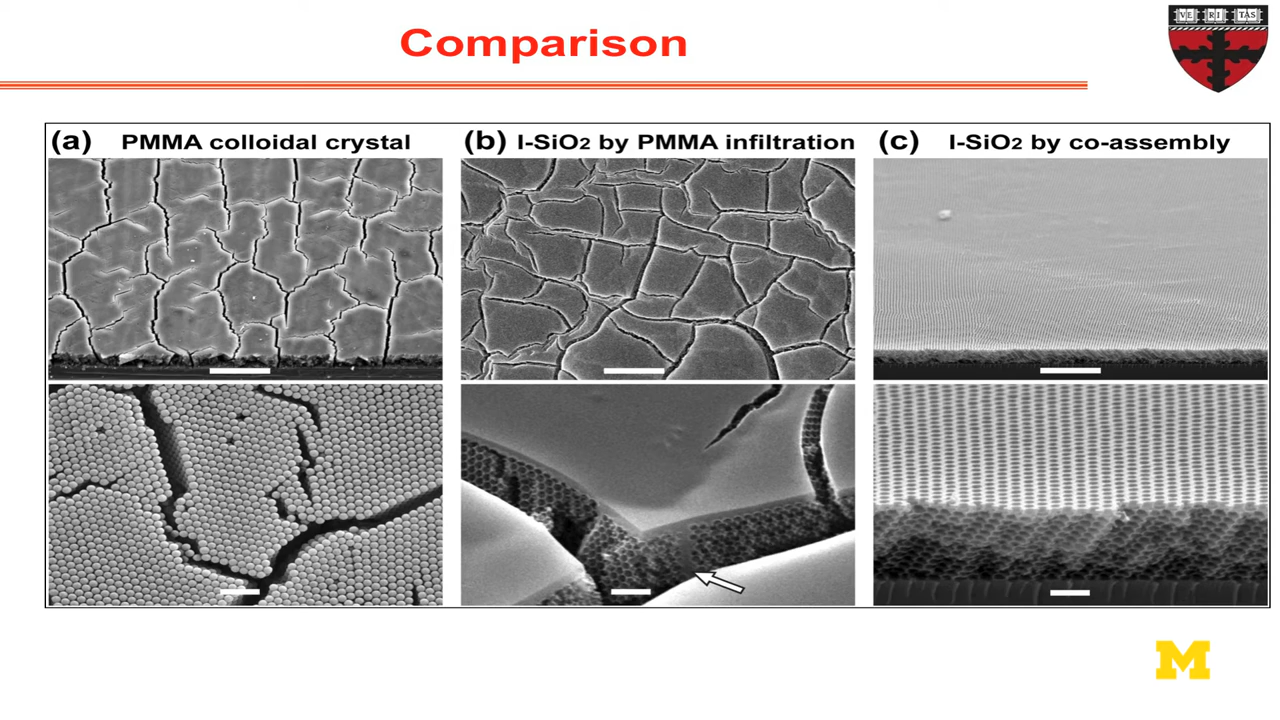 Comparison
VE RI TAS
(a) PMMA colloidal crystal
(b) I-SiO2 by PMMA infiltration
(c) I-SiO2 by co-assembly
M